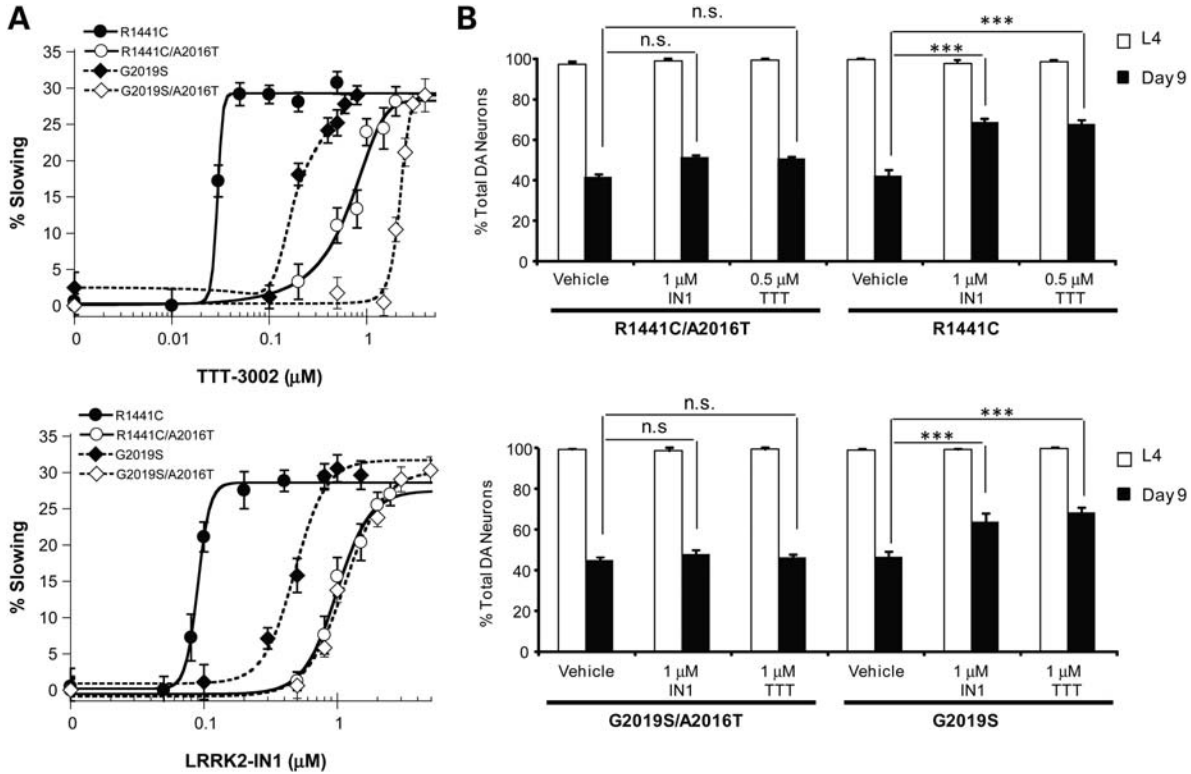 A
R1441C
R1441C/A2016T
G2019S
G2019S/A2016T
35
30
25
20
15
10
5
0
% Slowing
0
0.01
0.1
1
TTT-3002 (μM)
R1441C
R1441C/A2016T
G2019S
G2019S/A2016T
35
30
25
20
15
10
5
0
% Slowing
0
0.1
1
LRRK2-IN1 (μM)
B
n.s.
n.s.
***
***
L4
Day 9
100
80
60
40
20
0
% Total DA Neurons
Vehicle
1 μM
IN1
0.5 μM
TTT
Vehicle
1 μM
IN1
0.5 μM
TTT
R1441C/A2016T
R1441C
n.s.
n.s
***
***
L4
Day 9
100
80
60
40
20
0
% Total DA Neurons
Vehicle
1 μM
IN1
1 μM
TTT
Vehicle
1 μM
IN1
1 μM
TTT
G2019S/A2016T
G2019S